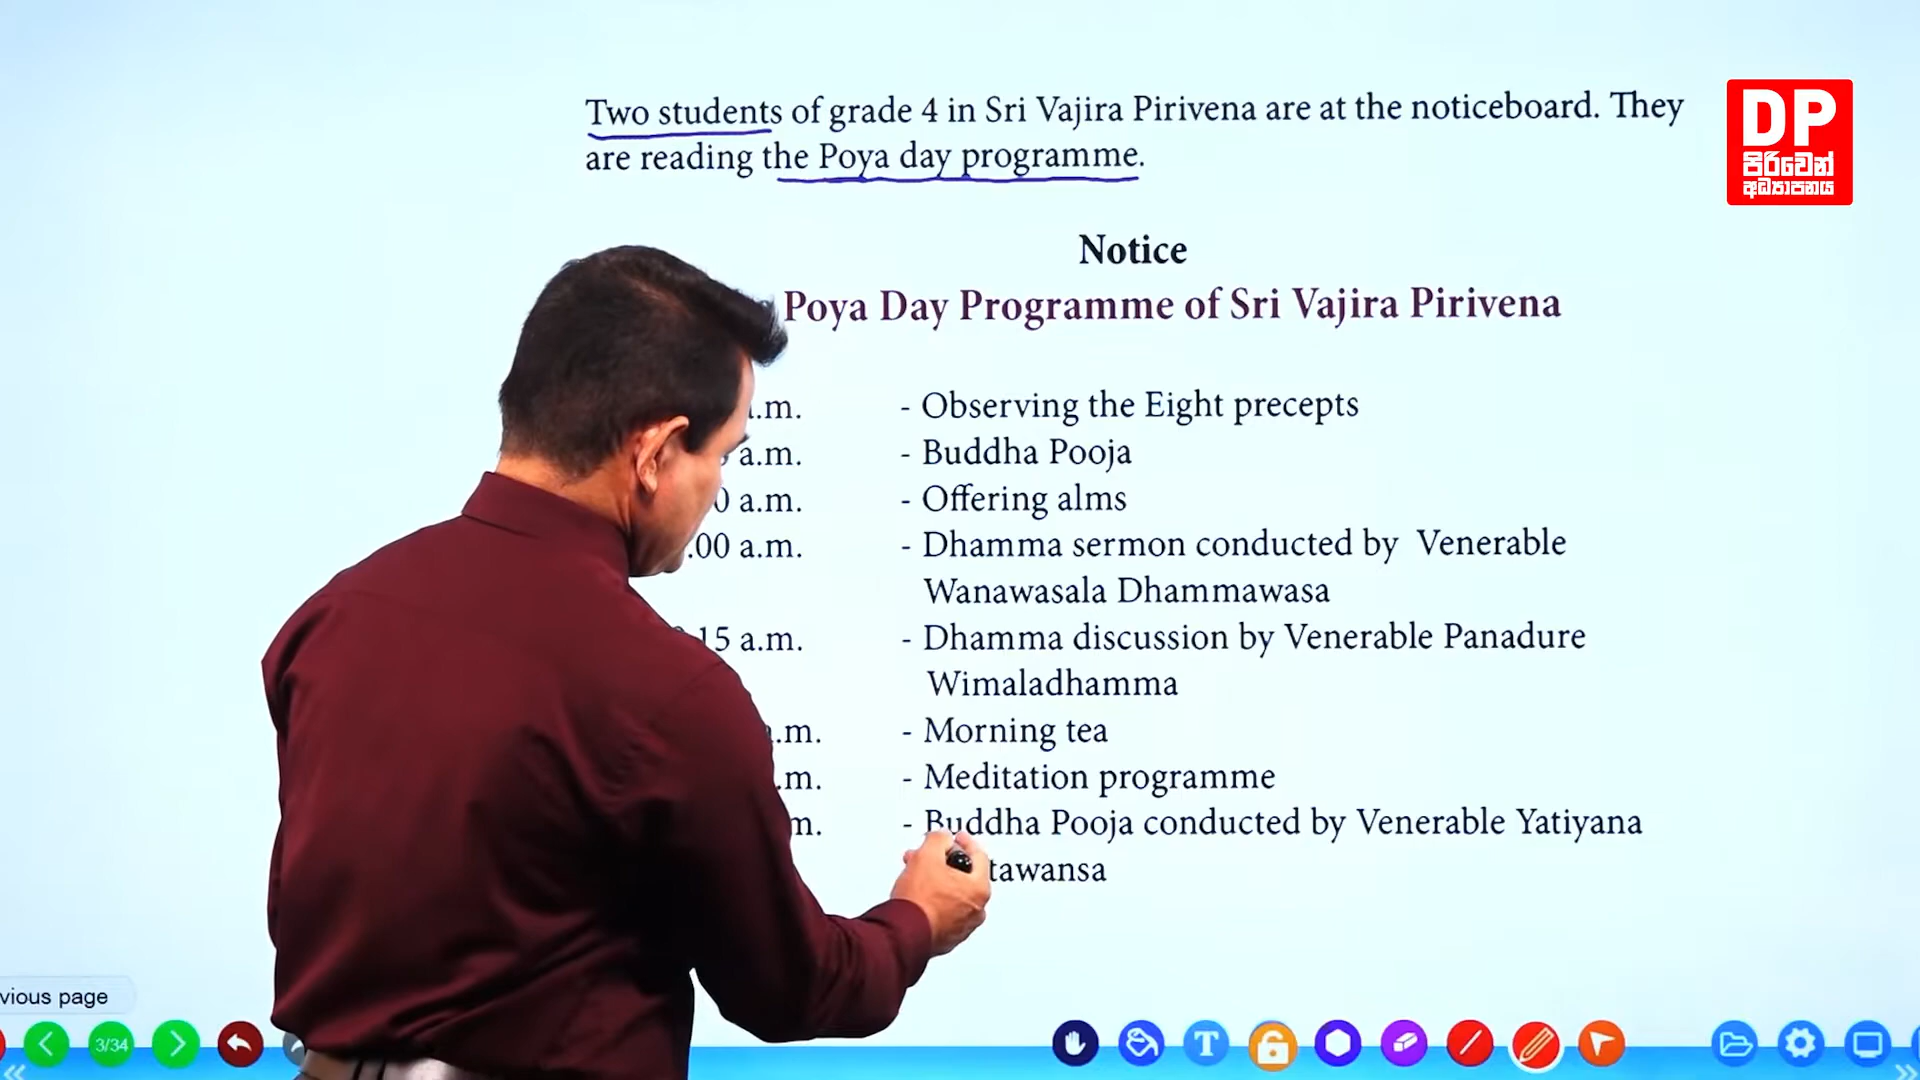 Two students of grade 4 in Sri Vajira Pirivena are at the noticeboard. They
are reading the Poya day programme.
DP
පිරිවෙන්
අධ්‍යාපනය
Notice
Poya Day Programme of Sri Vajira Pirivena
.m. - Observing the Eight precepts
a.m. - Buddha Pooja
0 a.m. - Offering alms
.00 a.m. - Dhamma sermon conducted by Venerable
Wanawasala Dhammawasa
15 a.m. - Dhamma discussion by Venerable Panadure
Wimaladhamma
.m. - Morning tea
.m. - Meditation programme
m. - Buddha Pooja conducted by Venerable Yatiyana
tawansa
vious page
3/34
T